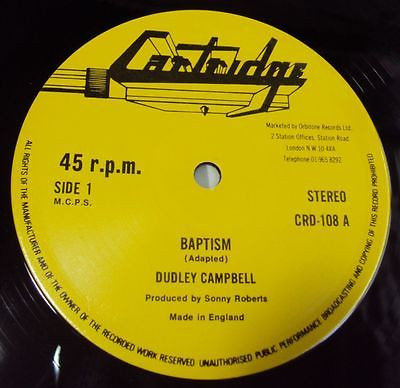 Cartridge
Marketed by Orbitone Records Ltd.
2 Station Offices, Station Road
London N.W.10 4XA
Telephone 01-965 8292
45 r.p.m.
SIDE 1
M.C.P.S.
STEREO
CRD-108 A
BAPTISM
(Adapted)
DUDLEY CAMPBELL
Produced by Sonny Roberts
Made in England
ALL RIGHTS OF THE MANUFACTURER AND OF THE OWNER OF THE RECORDED WORK RESERVED UNAUTHORISED PUBLIC PERFORMANCE BROADCASTING AND COPYING OF THIS RECORD PROHIBITED